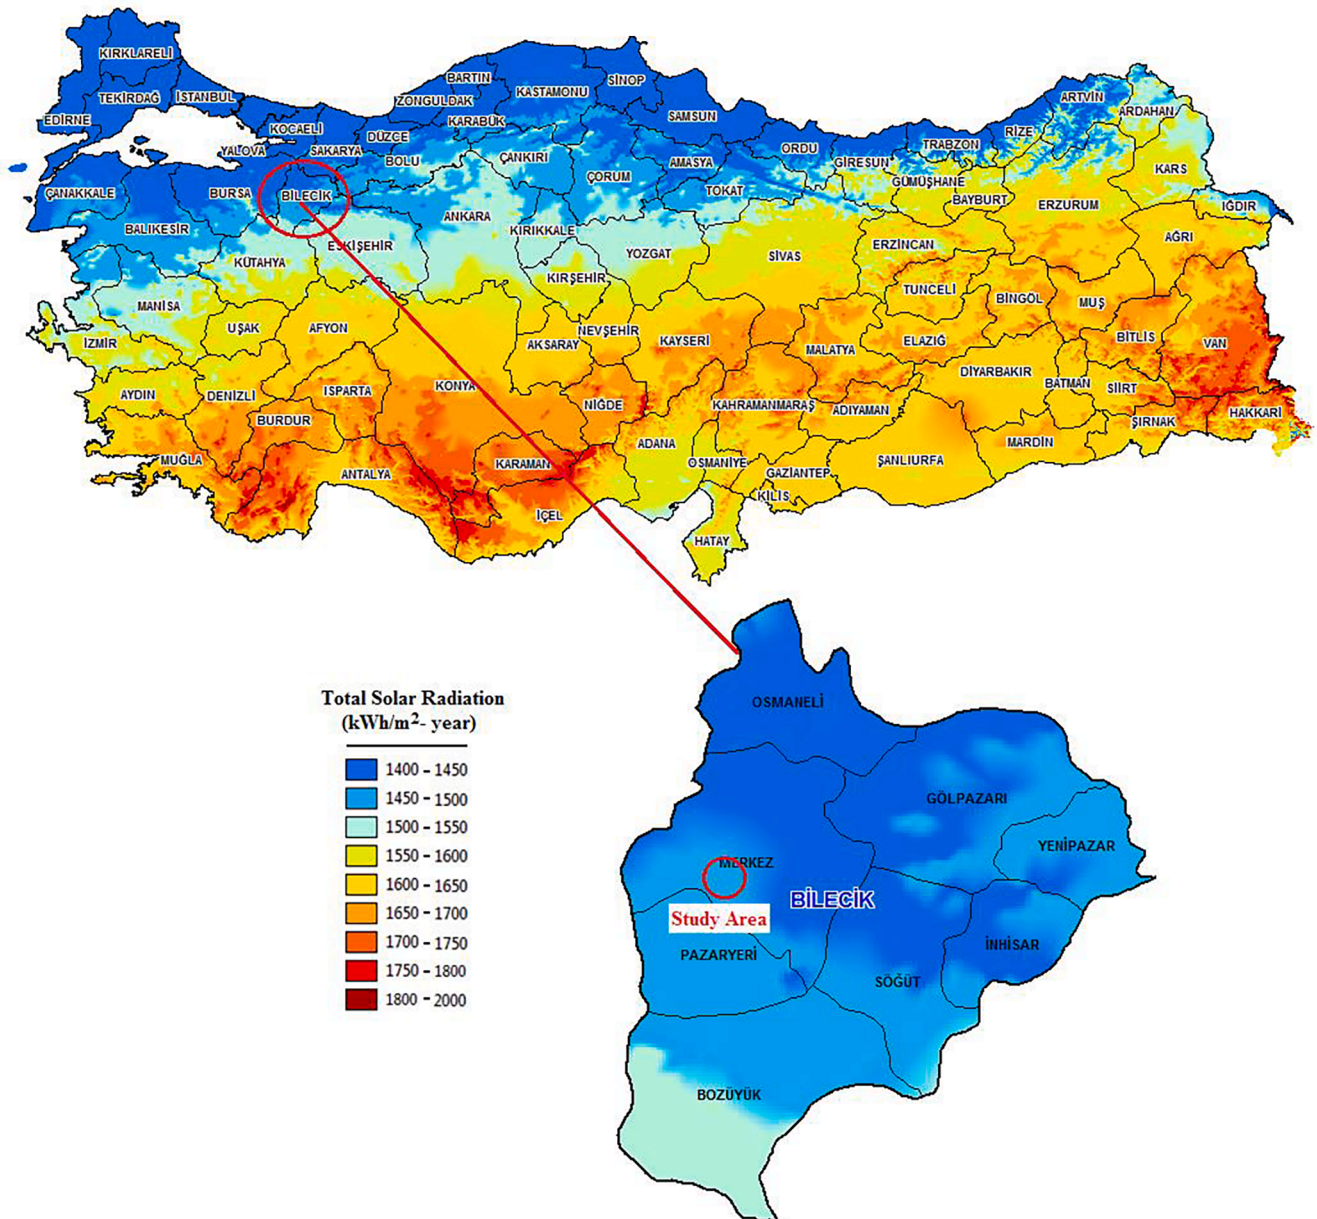 KIRKLARELİ
TEKİRDAĞ
İSTANBUL
EDİRNE
KOCAELİ
YALOVA
SAKARYA
DÜZCE
ZONGULDAK
BARTIN
KARABÜK
KASTAMONU
SİNOP
SAMSUN
BOLU
ÇANKIRI
ÇORUM
AMASYA
TOKAT
ORDU
GİRESUN
TRABZON
RİZE
ARTVİN
ARDAHAN
KARS
GÜMÜŞHANE
BAYBURT
ERZURUM
IĞDIR
AĞRI
ÇANAKKALE
BURSA
BİLECİK
BALIKESİR
KÜTAHYA
ESKİŞEHİR
ANKARA
KIRIKKALE
YOZGAT
KIRŞEHİR
SİVAS
ERZİNCAN
TUNCELİ
BİNGÖL
MUŞ
BİTLİS
VAN
MANİSA
İZMİR
UŞAK
AFYON
AKSARAY
NEVŞEHİR
KAYSERİ
MALATYA
ELAZIĞ
DİYARBAKIR
BATMAN
SİİRT
ŞIRNAK
HAKKARİ
AYDIN
DENİZLİ
ISPARTA
BURDUR
KONYA
NİĞDE
KAHRAMANMARAŞ
ADIYAMAN
MARDİN
MUĞLA
ANTALYA
KARAMAN
İÇEL
ADANA
OSMANİYE
GAZİANTEP
KİLİS
ŞANLIURFA
HATAY
Total Solar Radiation
(kWh/m²- year)
1400 - 1450
1450 - 1500
1500 - 1550
1550 - 1600
1600 - 1650
1650 - 1700
1700 - 1750
1750 - 1800
1800 - 2000
OSMANELİ
GÖLPAZARI
YENİPAZAR
MERKEZ
BİLECİK
Study Area
PAZARYERİ
SÖĞÜT
İNHİSAR
BOZÜYÜK